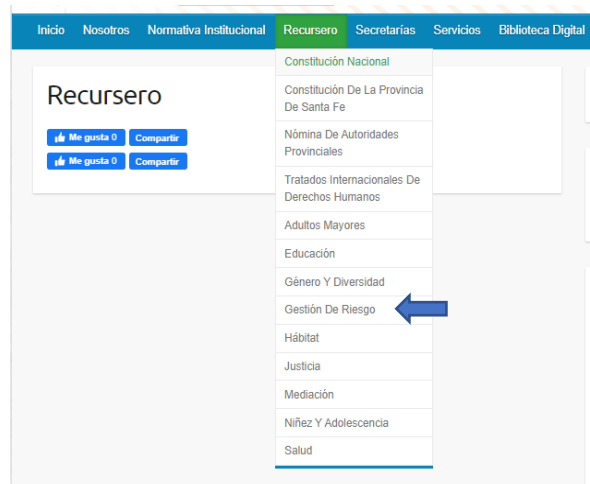 Inicio Nosotros Normativa Institucional Recursero Secretarías Servicios Biblioteca Digital
Recursero
Me gusta 0 Compartir
Me gusta 0 Compartir
Constitución Nacional
Constitución De La Provincia
De Santa Fe
Nómina De Autoridades
Provinciales
Tratados Internacionales De
Derechos Humanos
Adultos Mayores
Educación
Género Y Diversidad
Gestión De Riesgo
Hábitat
Justicia
Mediación
Niñez Y Adolescencia
Salud